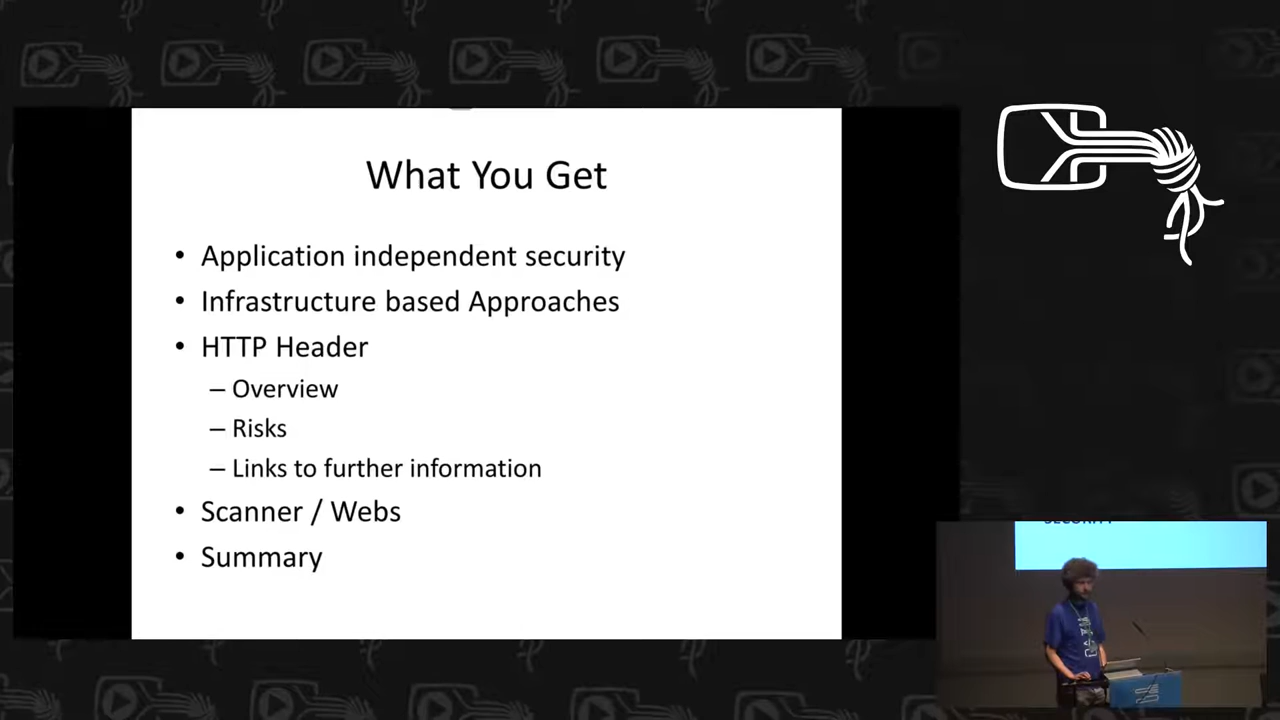 What You Get
• Application independent security
• Infrastructure based Approaches
• HTTP Header
– Overview
– Risks
– Links to further information
• Scanner / Webs
• Summary